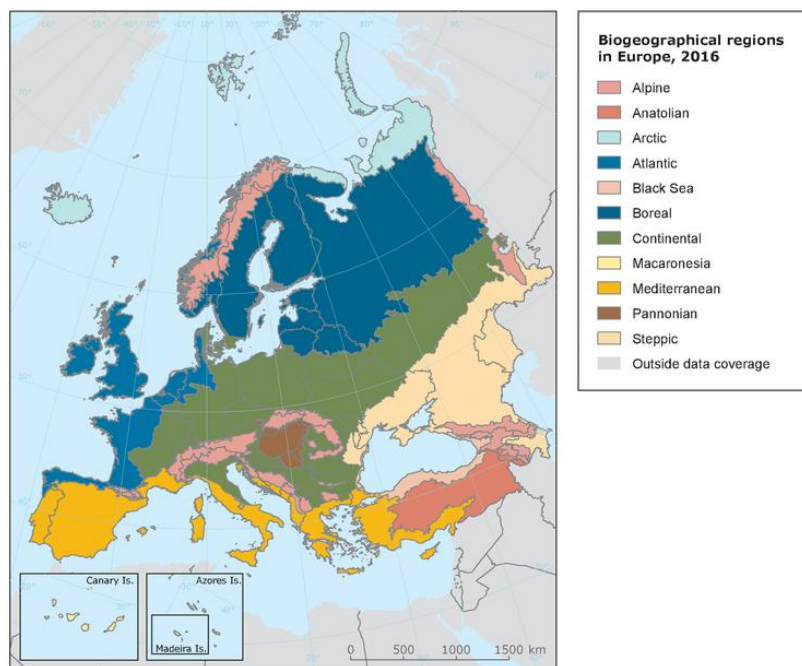 Biogeographical regions
in Europe, 2016
Alpine
Anatolian
Arctic
Atlantic
Black Sea
Boreal
Continental
Macaronesia
Mediterranean
Pannonian
Steppic
Outside data coverage
Canary Is.
Azores Is.
Madeira Is.
0 500 1000 1500 km